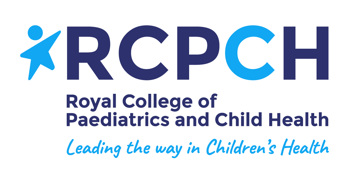 RCPCH
Royal College of
Paediatrics and Child Health
Leading the way in Children's Health